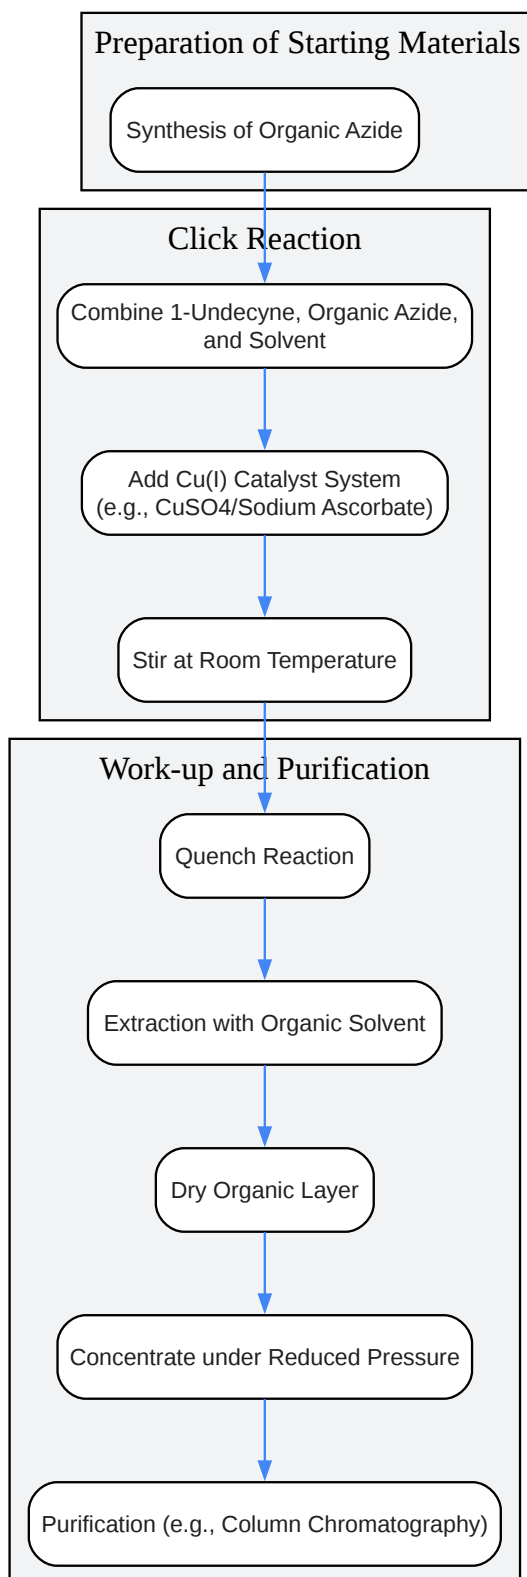 Preparation of Starting Materials
Synthesis of Organic Azide
Click Reaction
Combine 1-Undecyne, Organic Azide,
and Solvent
Add Cu(I) Catalyst System
(e.g., CuSO4/Sodium Ascorbate)
Stir at Room Temperature
Work-up and Purification
Quench Reaction
Extraction with Organic Solvent
Dry Organic Layer
Concentrate under Reduced Pressure
Purification (e.g., Column Chromatography)